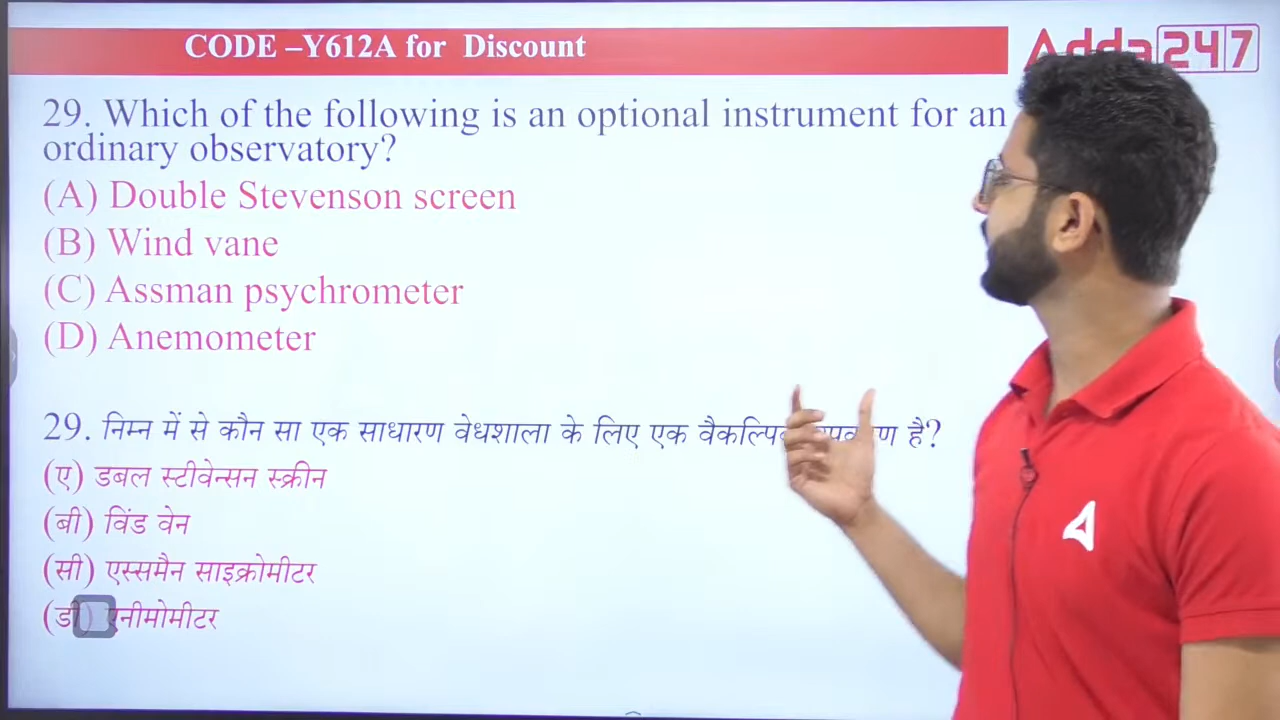 CODE –Y612A for Discount
Adda247
29. Which of the following is an optional instrument for an
ordinary observatory?
(A) Double Stevenson screen
(B) Wind vane
(C) Assman psychrometer
(D) Anemometer
29. निम्न में से कौन सा एक साधारण वेधशाला के लिए एक है?
(ए) डबल स्टीवेन्सन स्क्रीन
(बी) विंड वेन
(सी) एस्समैन साइक्रोमीटर
(डी) एनीमोमीटर